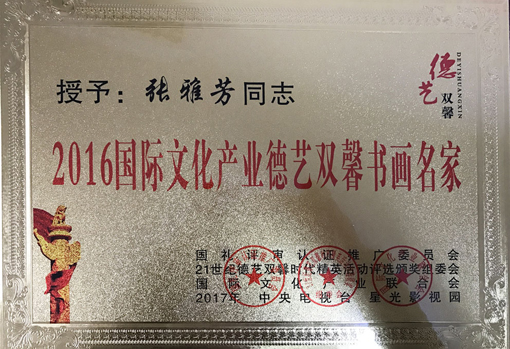 德艺双馨
DEYISHUANGXIN
授予：张雅芳同志
2016国际文化产业德艺双馨书画名家
国礼评审认证推广委员会
21世纪德艺双馨时代精英活动评选颁奖组委会
国际文化产业联合会
2017年 中央电视台星光影视园